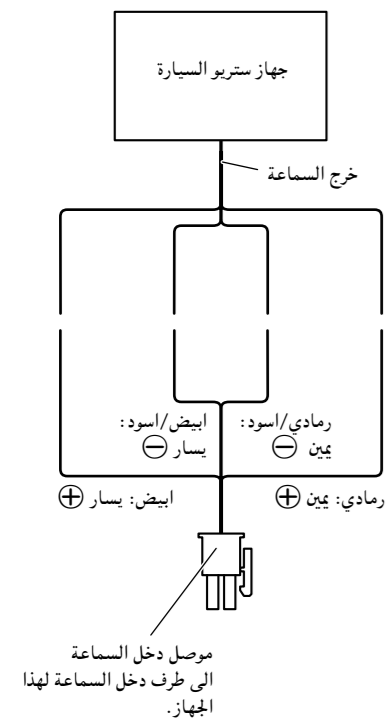 جهاز ستريو السيارة
خرج السماعة
رمادي/اسود:
يمين ⊖
ابيض/اسود:
يسار ⊖
رمادي: يمين ⊕
ابيض: يسار ⊕
موصل دخل السماعة
الى طرف دخل السماعة لهذا
الجهاز.